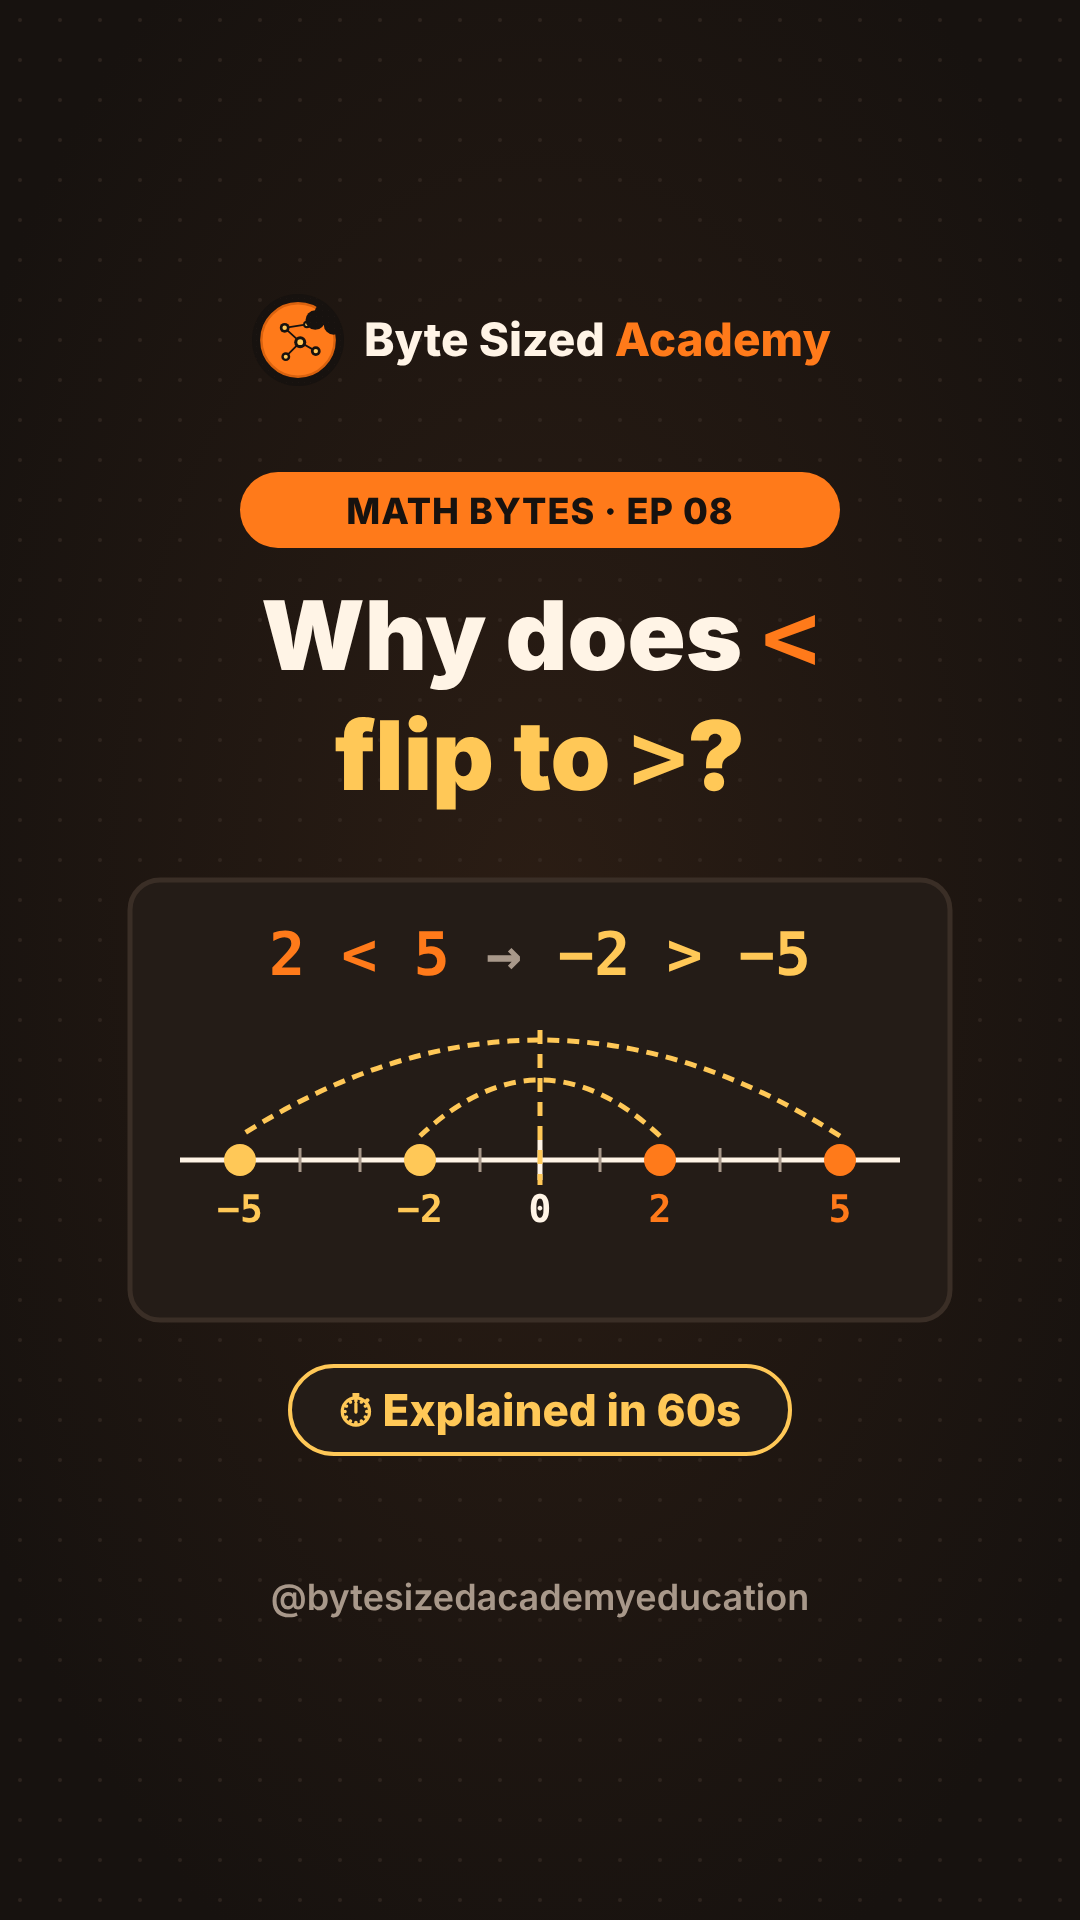 Byte Sized Academy
MATH BYTES · EP 08
Why does <
flip to >?
2 < 5 → −2 > −5
−5 −2 0 2 5
⏱ Explained in 60s
@bytesizedacademyeducation